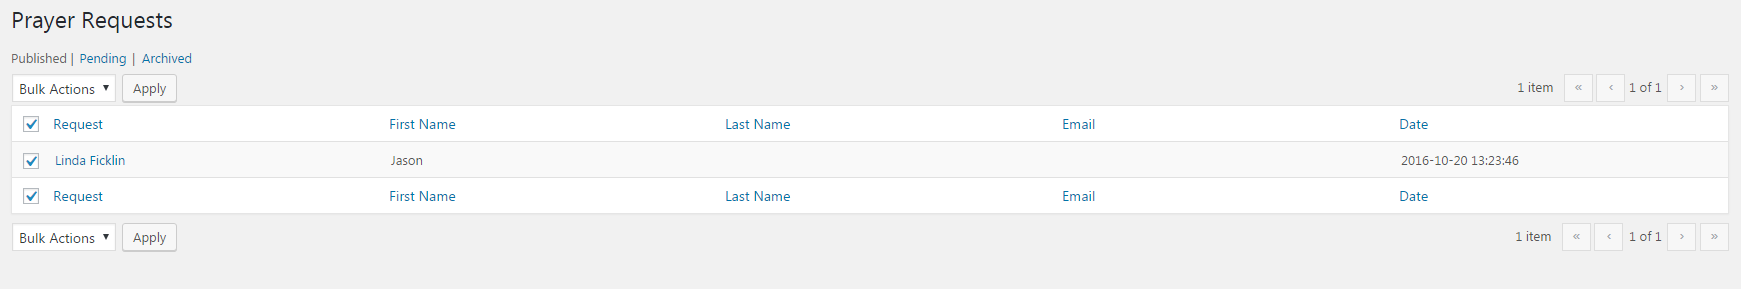 Prayer Requests
Published | Pending | Archived
Bulk Actions ▼ Apply 1 item « ‹ 1 of 1 › »
Request First Name Last Name Email Date
Linda Ficklin Jason 2016-10-20 13:23:46
Request First Name Last Name Email Date
Bulk Actions ▼ Apply 1 item « ‹ 1 of 1 › »